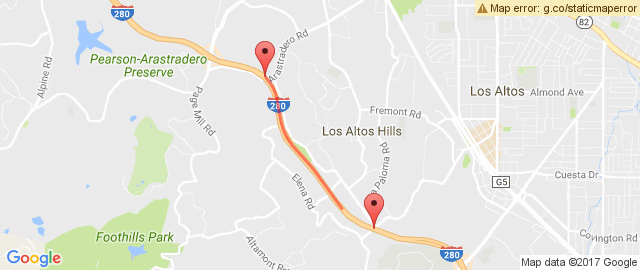 Map error: g.co/staticmaperror
280
82
Arastradero Rd
Pearson-Arastradero
Preserve
Alpine Rd
Page Mill Rd
280
Los Altos
Almond Ave
Fremont Rd
Los Altos Hills
a Paloma Rd
Elena Rd
G5
Cuesta Dr
Foothills Park
Altamont Rd
Covington Rd
280
Google
Map data ©2017 Google